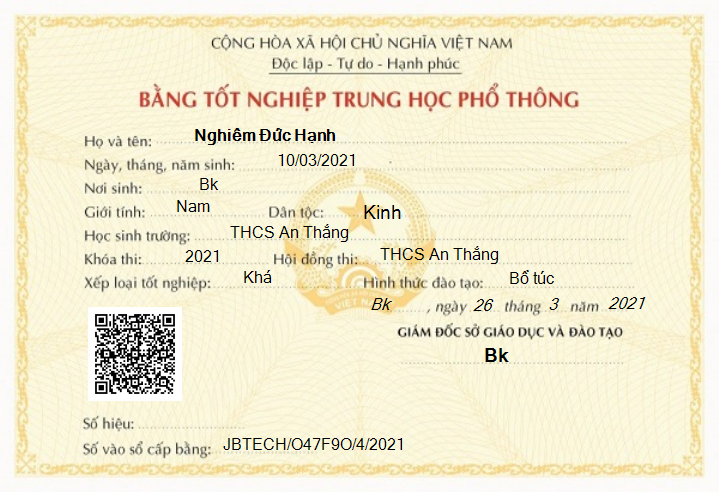 CỘNG HÒA XÃ HỘI CHỦ NGHĨA VIỆT NAM
Độc lập - Tự do - Hạnh phúc
BẰNG TỐT NGHIỆP TRUNG HỌC PHỔ THÔNG
Họ và tên: Nghiêm Đức Hạnh
Ngày, tháng, năm sinh: 10/03/2021
Nơi sinh: Bk
Giới tính: Nam Dân tộc: Kinh
Học sinh trường: THCS An Thắng
Khóa thi: 2021 Hội đồng thi: THCS An Thắng
Xếp loại tốt nghiệp: Khá Hình thức đào tạo: Bổ túc
VIỆT NAM
Bk, ngày 26 tháng 3 năm 2021
GIÁM ĐỐC SỞ GIÁO DỤC VÀ ĐÀO TẠO
Bk
Số hiệu:
Số vào sổ cấp bằng: JBTECH/O47F9O/4/2021